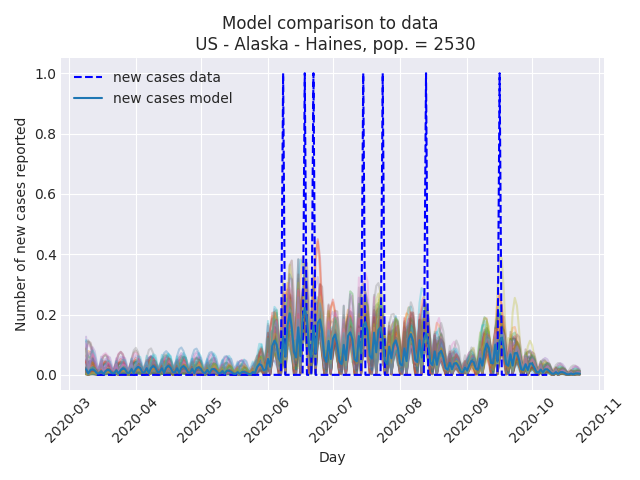 Model comparison to data
US - Alaska - Haines, pop. = 2530
new cases data
new cases model
Number of new cases reported
1.0
0.8
0.6
0.4
0.2
0.0
2020-03
2020-04
2020-05
2020-06
2020-07
2020-08
2020-09
2020-10
2020-11
Day